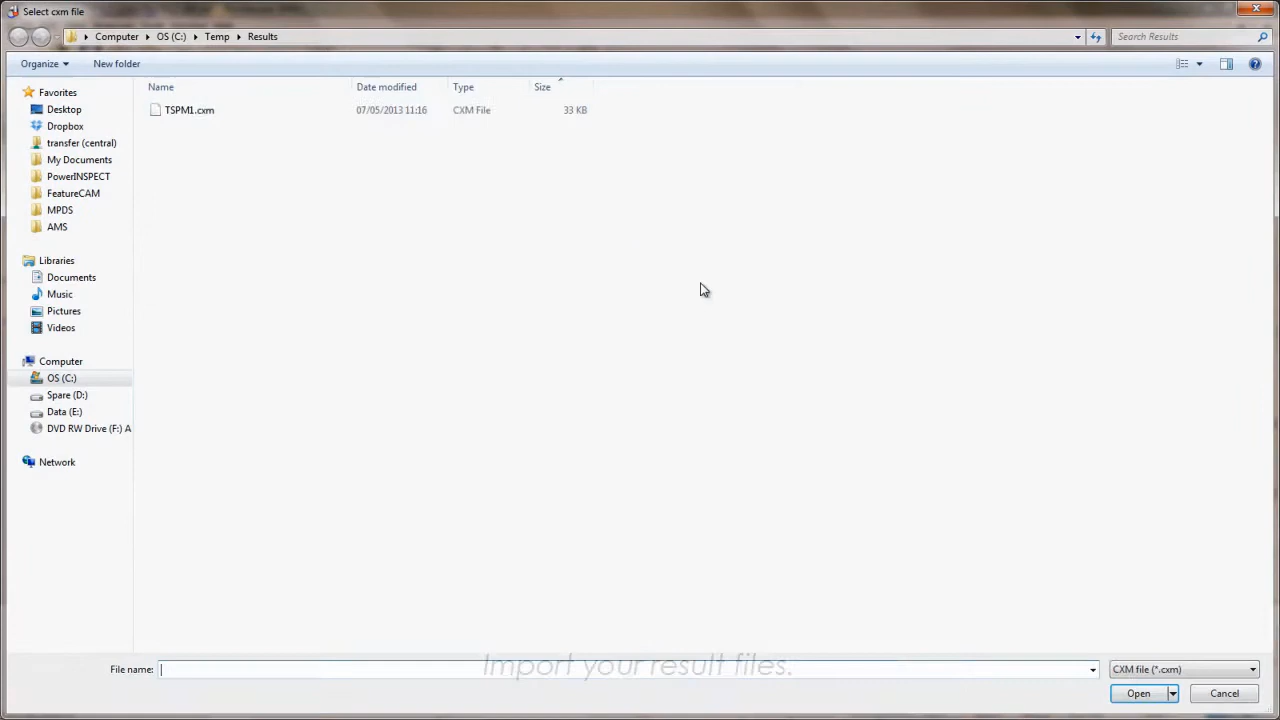 Select cxm file
Computer OS (C:) Temp Results
Search Results
Organize New folder
Name Date modified Type Size
TSPM1.cxm 07/05/2013 11:16 CXM File 33 KB
Favorites
Desktop
Dropbox
transfer (central)
My Documents
PowerINSPECT
FeatureCAM
MPDS
AMS
Libraries
Documents
Music
Pictures
Videos
Computer
OS (C:)
Spare (D:)
Data (E:)
DVD RW Drive (F:) A
Network
Import your result files.
File name: CXM file (*.cxm)
Open Cancel